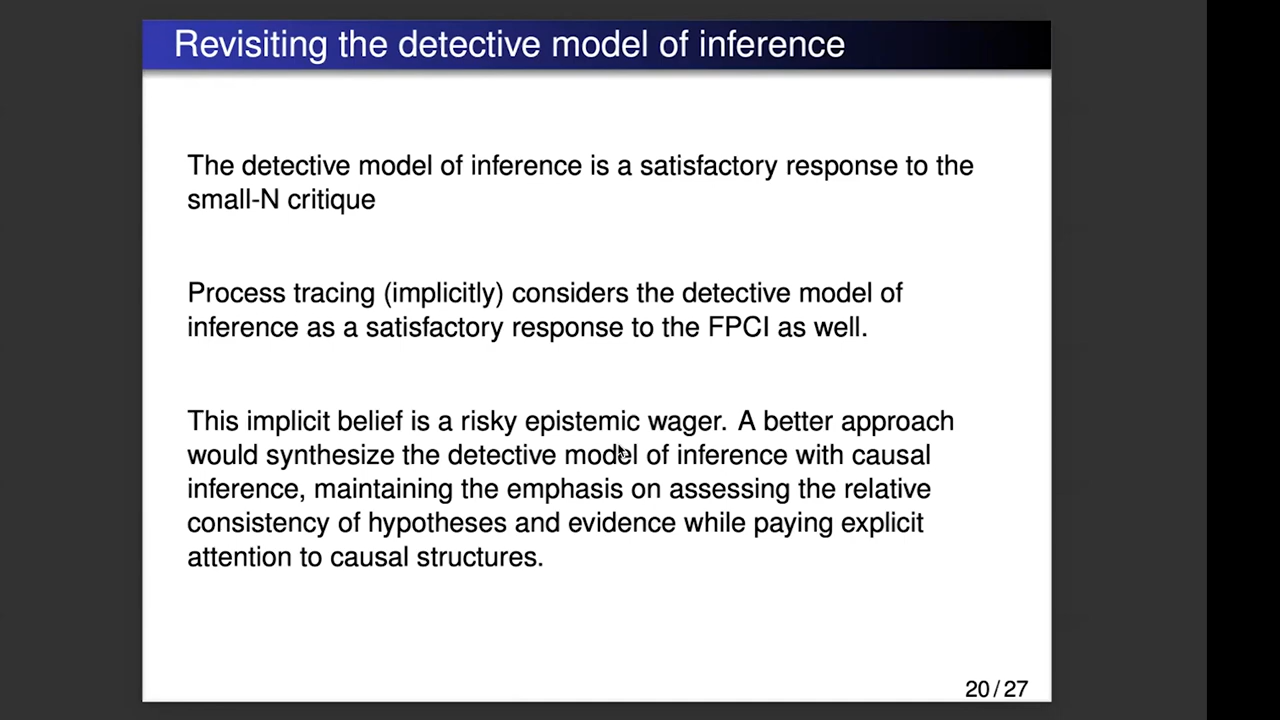 Revisiting the detective model of inference
The detective model of inference is a satisfactory response to the
small-N critique
Process tracing (implicitly) considers the detective model of
inference as a satisfactory response to the FPCI as well.
This implicit belief is a risky epistemic wager. A better approach
would synthesize the detective model of inference with causal
inference, maintaining the emphasis on assessing the relative
consistency of hypotheses and evidence while paying explicit
attention to causal structures.
20/27